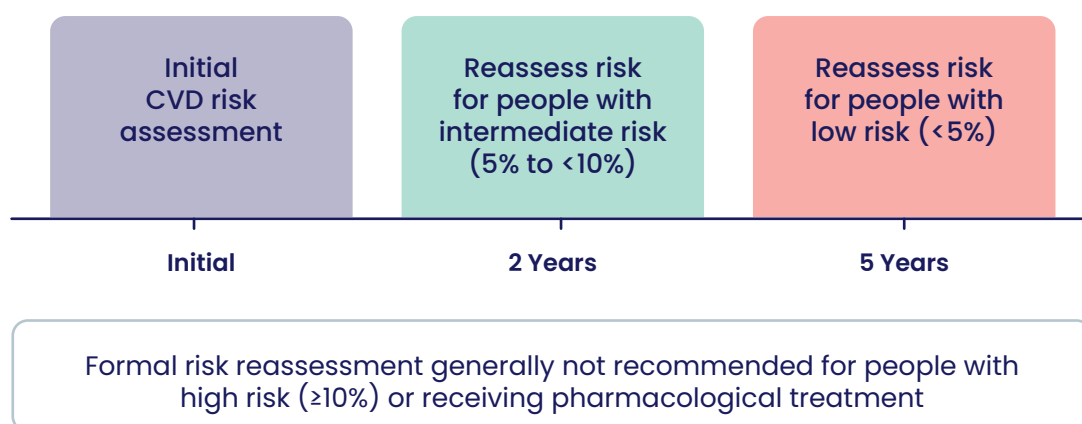 Initial
CVD risk
assessment
Reassess risk
for people with
intermediate risk
(5% to <10%)
Reassess risk
for people with
low risk (<5%)
Initial
2 Years
5 Years
Formal risk reassessment generally not recommended for people with
high risk (≥10%) or receiving pharmacological treatment